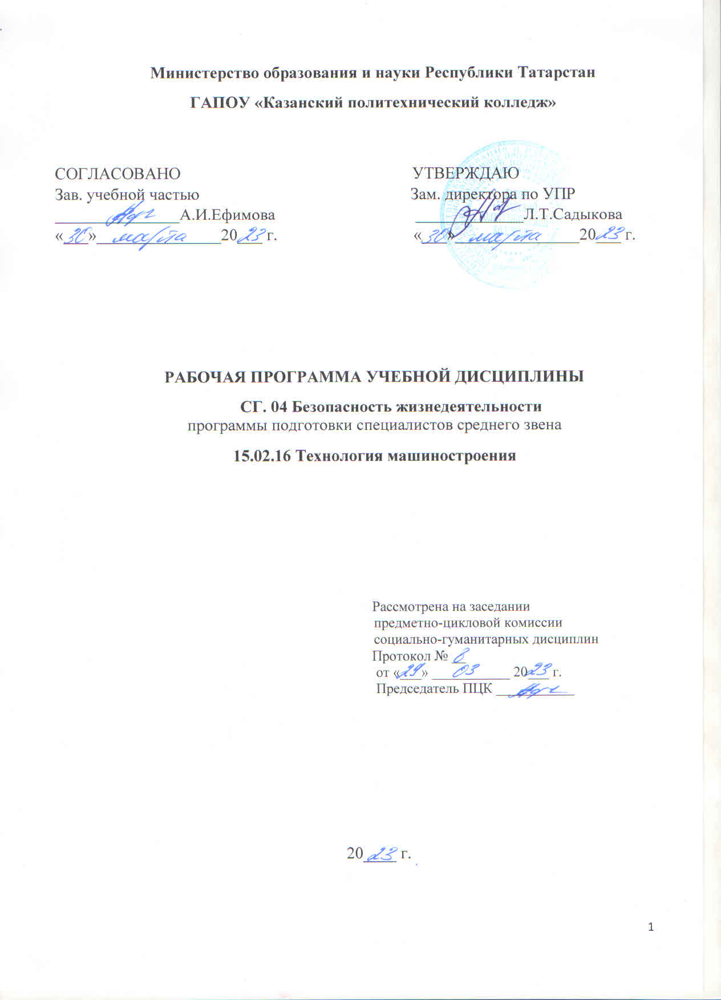 Министерство образования и науки Республики Татарстан
ГАПОУ «Казанский политехнический колледж»
СОГЛАСОВАНО
Зав. учебной частью
А.И.Ефимова
«30» марта 2023 г.
УТВЕРЖДАЮ
Зам. директора по УПР
Л.Т.Садыкова
«30» марта 2023 г.
РАБОЧАЯ ПРОГРАММА УЧЕБНОЙ ДИСЦИПЛИНЫ
СГ. 04 Безопасность жизнедеятельности
программы подготовки специалистов среднего звена
15.02.16 Технология машиностроения
Рассмотрена на заседании
предметно-цикловой комиссии
социально-гуманитарных дисциплин
Протокол № 8
от «29» 03 2023 г.
Председатель ПЦК
2023 г.
1